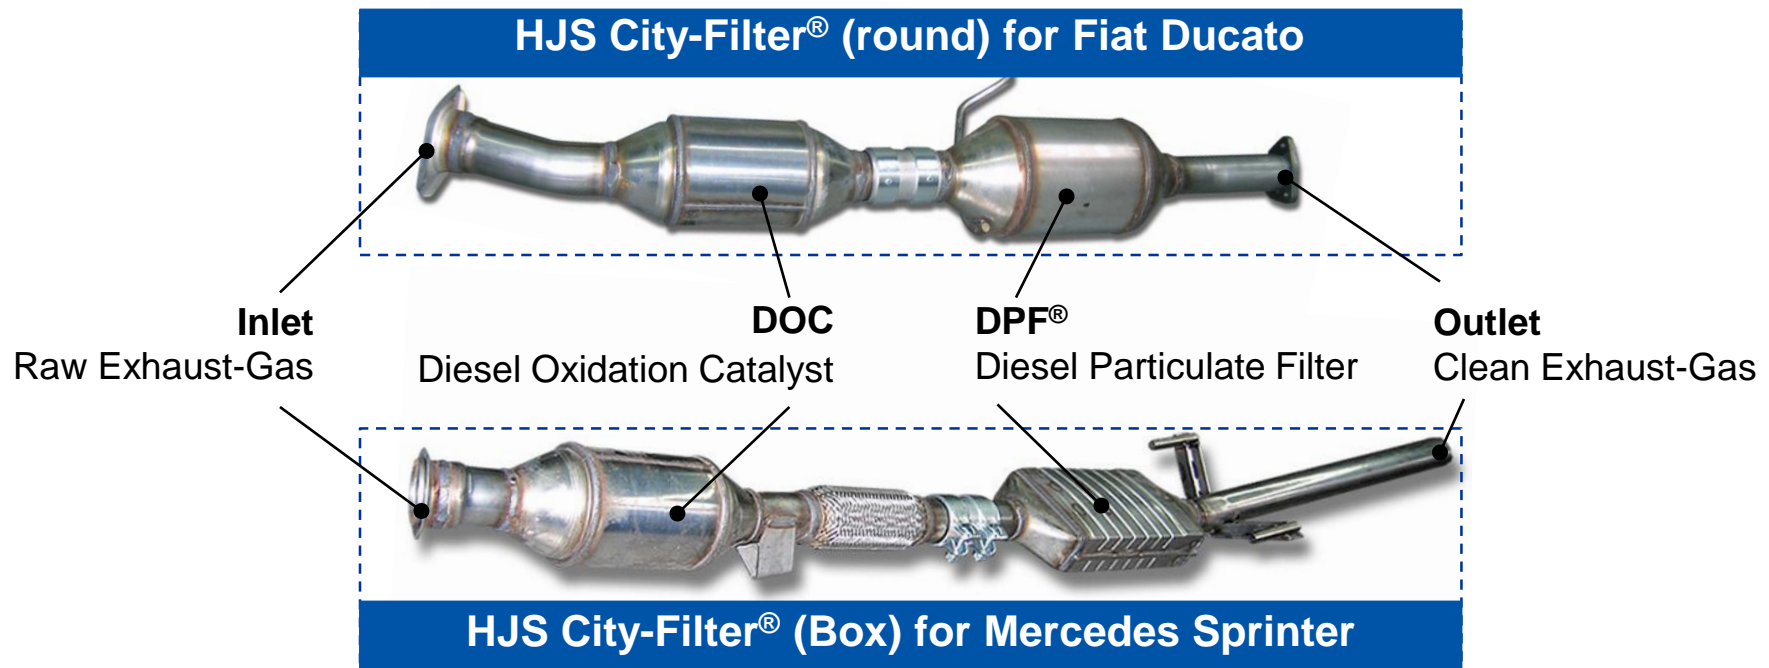 HJS City-Filter® (round) for Fiat Ducato
Inlet
Raw Exhaust-Gas
DOC
Diesel Oxidation Catalyst
DPF®
Diesel Particulate Filter
Outlet
Clean Exhaust-Gas
HJS City-Filter® (Box) for Mercedes Sprinter